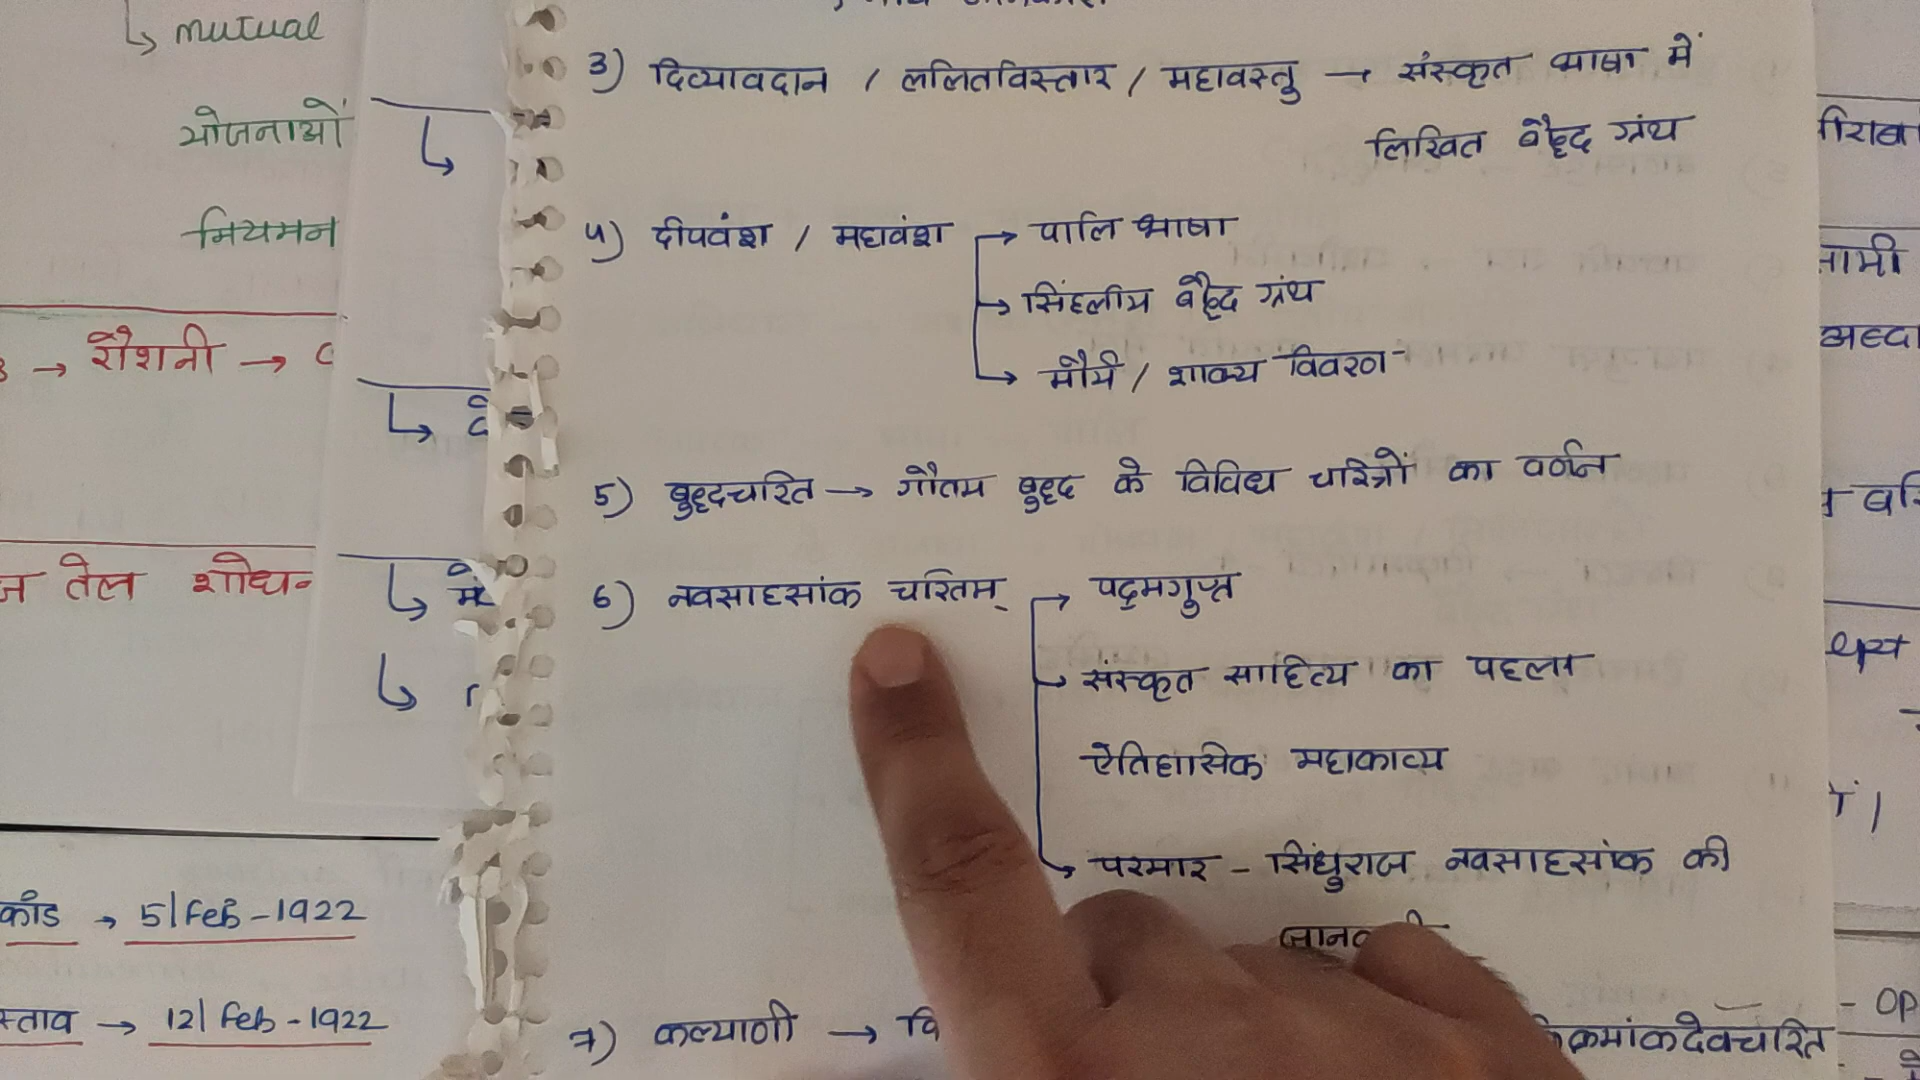 ↳ mutual
योजनाओं
नियमन
→ रौशनी →
तेल शोध
कांड → 5/Feb-1922
स्ताव → 12/Feb-1922
3) दिव्यावदान / ललितविस्तार / महावस्तु → संस्कृत भाषा में
लिखित बौद्ध ग्रंथ
4) दीपवंश / महावंश → पालि भाषा
→ सिंहलीय बौद्ध ग्रंथ
→ मौर्य / शाक्य विवरण
5) बुद्धचरित → गौतम बुद्ध के विविध चरित्रों का वर्णन
6) नवसाहसांक चरितम् → पद्मगुप्त
→ संस्कृत साहित्य का पहला
ऐतिहासिक महाकाव्य
→ परमार - सिंधुराज नवसाहसांक की
7) कल्याणी → वि
क्रमांकदेवचरित